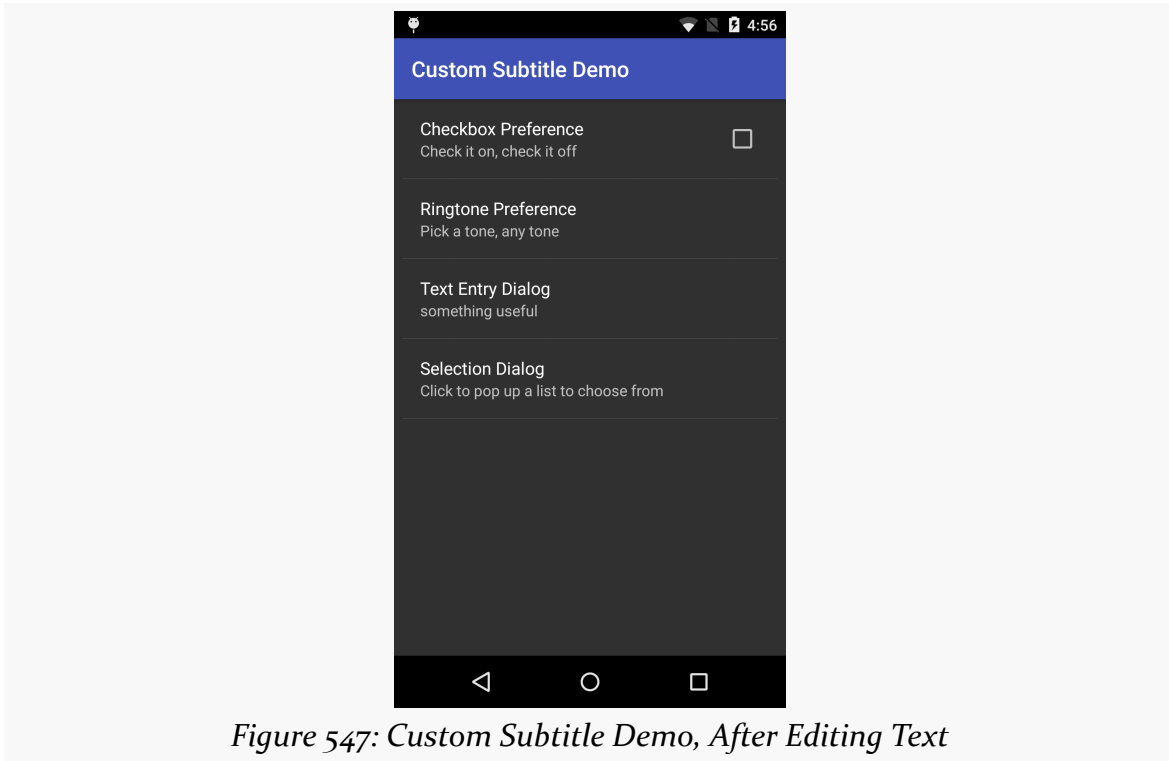 4:56
Custom Subtitle Demo
Checkbox Preference
Check it on, check it off
Ringtone Preference
Pick a tone, any tone
Text Entry Dialog
something useful
Selection Dialog
Click to pop up a list to choose from
Figure 547: Custom Subtitle Demo, After Editing Text